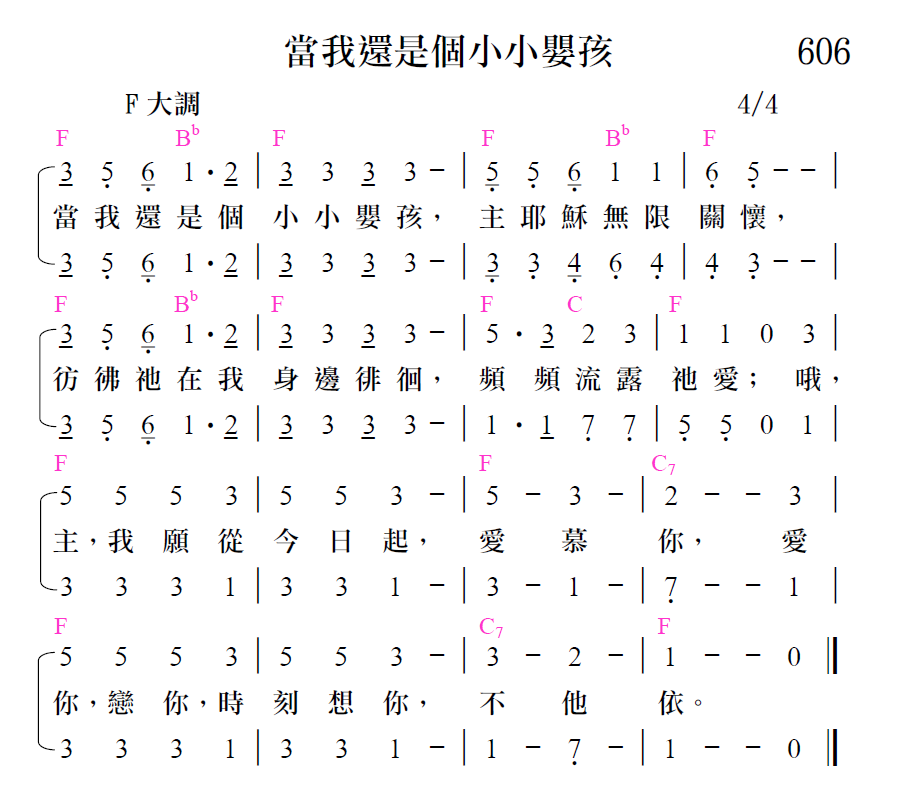 當我還是個小小嬰孩 606
F 大調 4/4
F Bb F F Bb F
3 5 6 1 · 2 | 3 3 3 3 – | 5 5 6 1 1 | 6 5 – – |
當我還是個 小小嬰孩， 主耶穌無限 關懷，
3 5 6 1 · 2 | 3 3 3 3 – | 3 3 4 6 4 | 4 3 – – |
F Bb F F C F
3 5 6 1 · 2 | 3 3 3 3 – | 5 · 3 2 3 | 1 1 0 3 |
彷彿祂在我 身邊徘徊， 頻頻流露 祂愛；哦，
3 5 6 1 · 2 | 3 3 3 3 – | 1 · 1 7 7 | 5 5 0 1 |
F F C7
5 5 5 3 | 5 5 3 – | 5 – 3 – | 2 – – 3 |
主，我願從 今日起， 愛慕 你，愛
3 3 3 1 | 3 3 1 – | 3 – 1 – | 7 – – 1 |
F C7 F
5 5 5 3 | 5 5 3 – | 3 – 2 – | 1 – – 0 ‖
你，戀你，時 刻想你， 不他 依。
3 3 3 1 | 3 3 1 – | 1 – 7 – | 1 – – 0 ‖